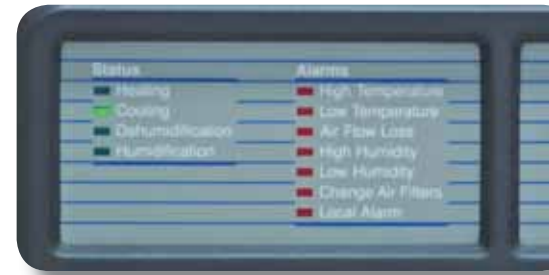 Status
Heating
Cooling
Dehumidification
Humidification
Alarms
High Temperature
Low Temperature
Air Flow Loss
High Humidity
Low Humidity
Change Air Filters
Local Alarm